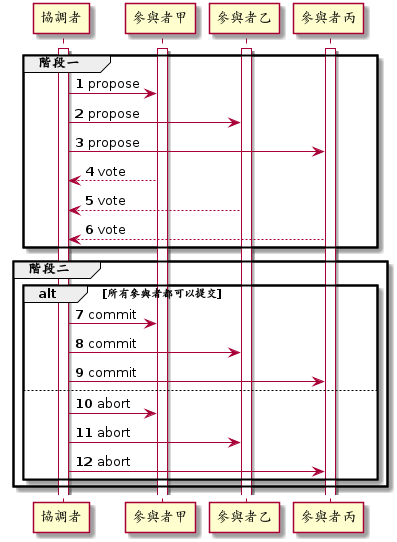 協調者 參與者甲 參與者乙 參與者丙
階段一
1 propose
2 propose
3 propose
4 vote
5 vote
6 vote
階段二
alt [所有參與者都可以提交]
7 commit
8 commit
9 commit
10 abort
11 abort
12 abort
協調者 參與者甲 參與者乙 參與者丙